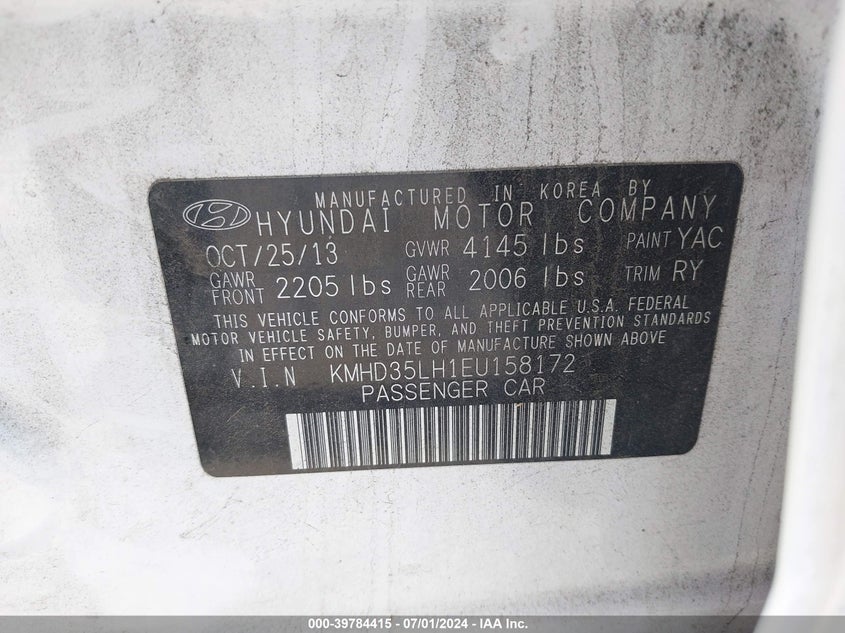 MANUFACTURED IN KOREA BY
HYUNDAI MOTOR COMPANY
OCT/25/13 GVWR 4145 lbs PAINT YAC
GAWR FRONT 2205 lbs GAWR REAR 2006 lbs TRIM RY
THIS VEHICLE CONFORMS TO ALL APPLICABLE U.S.A. FEDERAL
MOTOR VEHICLE SAFETY, BUMPER, AND THEFT PREVENTION STANDARDS
IN EFFECT ON THE DATE OF MANUFACTURE SHOWN ABOVE
V.I.N KMHD35LH1EU158172
PASSENGER CAR
000-39784415 - 07/01/2024 - IAA Inc.